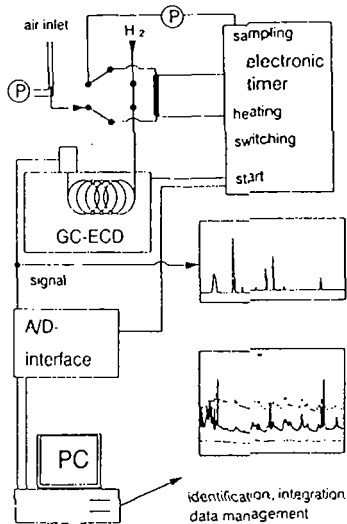 air inlet
H2
P
sampling
electronic
timer
P
heating
switching
start
GC-ECD
signal
A/D-
interface
PC
identification, integration
data management